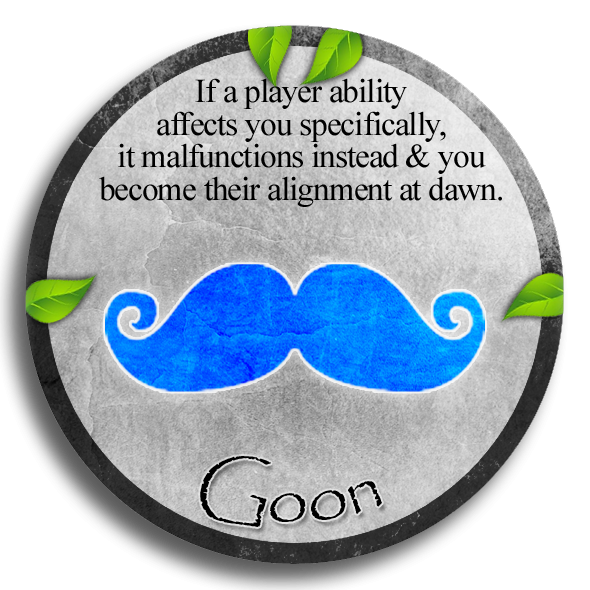 If a player ability
affects you specifically,
it malfunctions instead & you
become their alignment at dawn.
Goon